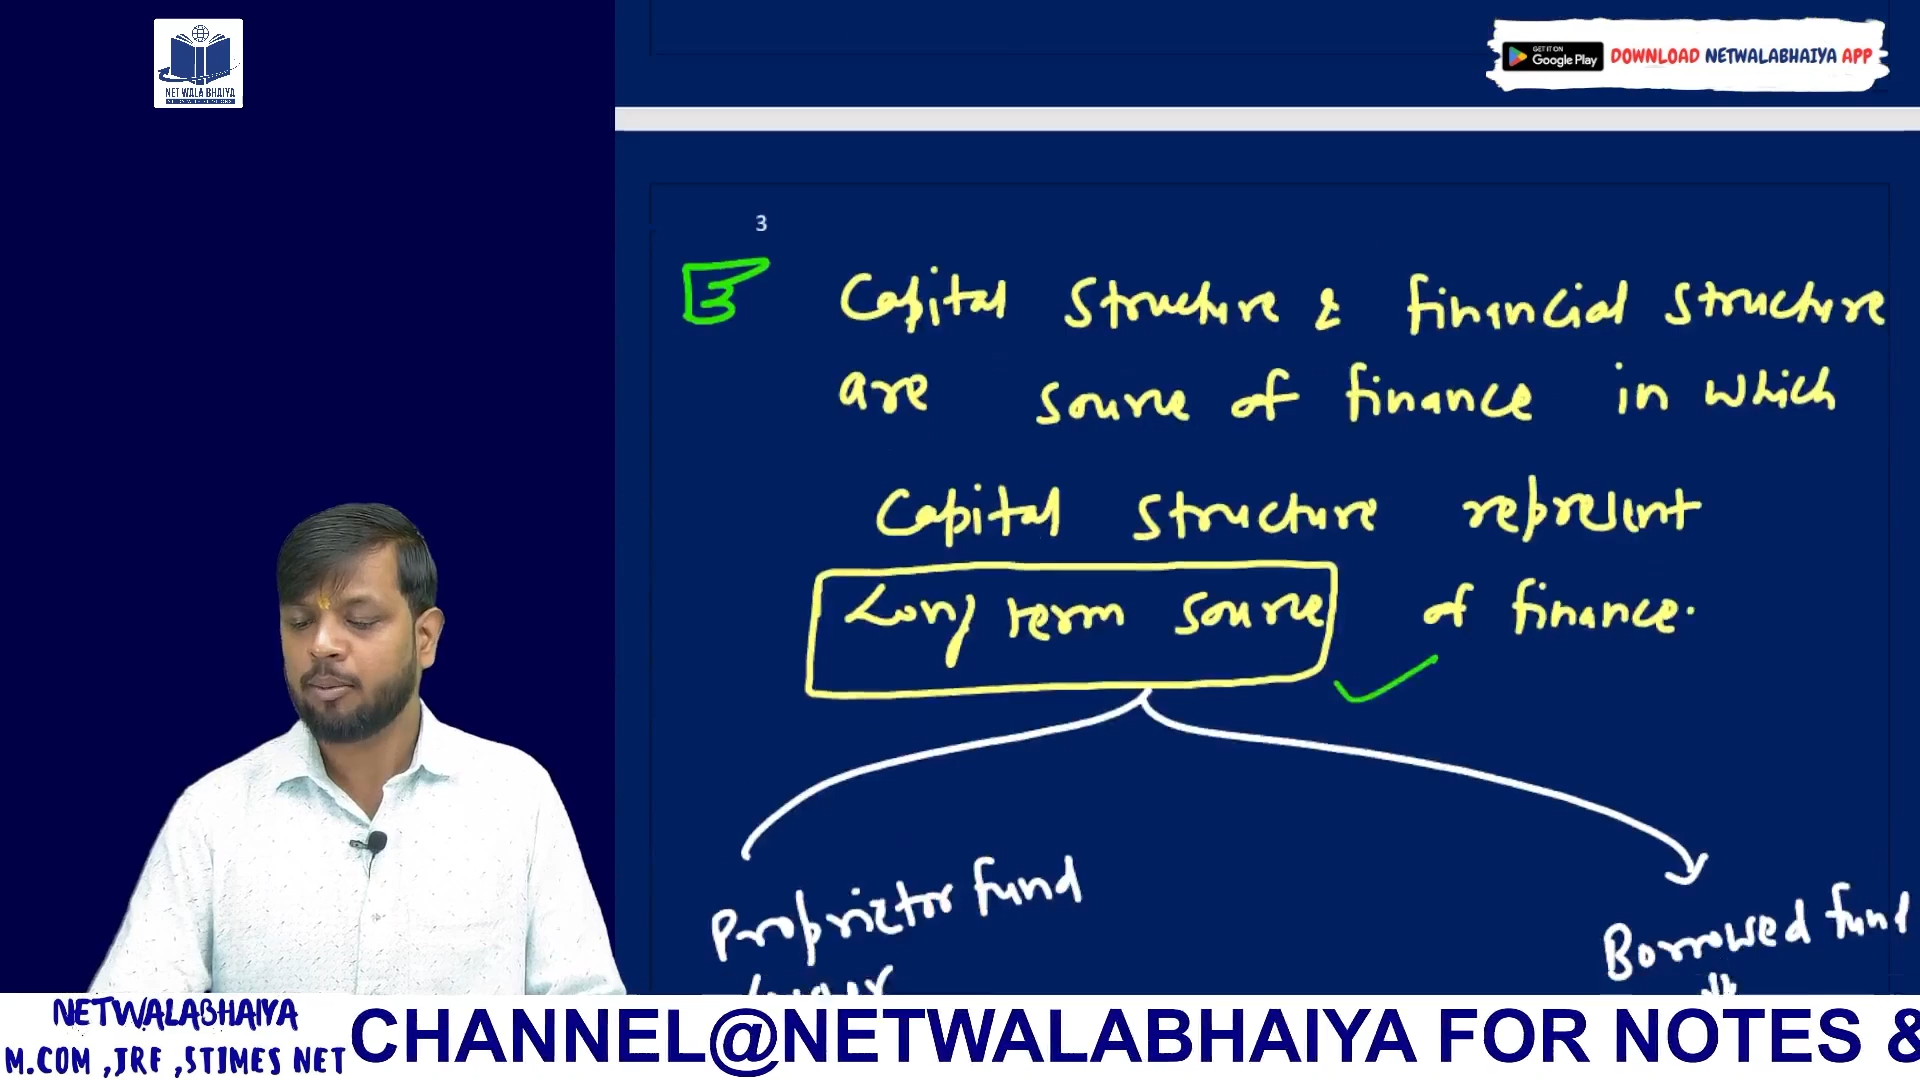 NET WALA BHAIYA
GET IT ON
Google Play
DOWNLOAD NETWALABHAIYA APP
3
Capital structure & financial structure
are source of finance in which
Capital structure represent
Long term source of finance.
Proprietor fund
Borrowed fund
NETWALABHAIYA
M.COM ,JRF ,5TIMES NET
CHANNEL@NETWALABHAIYA FOR NOTES &